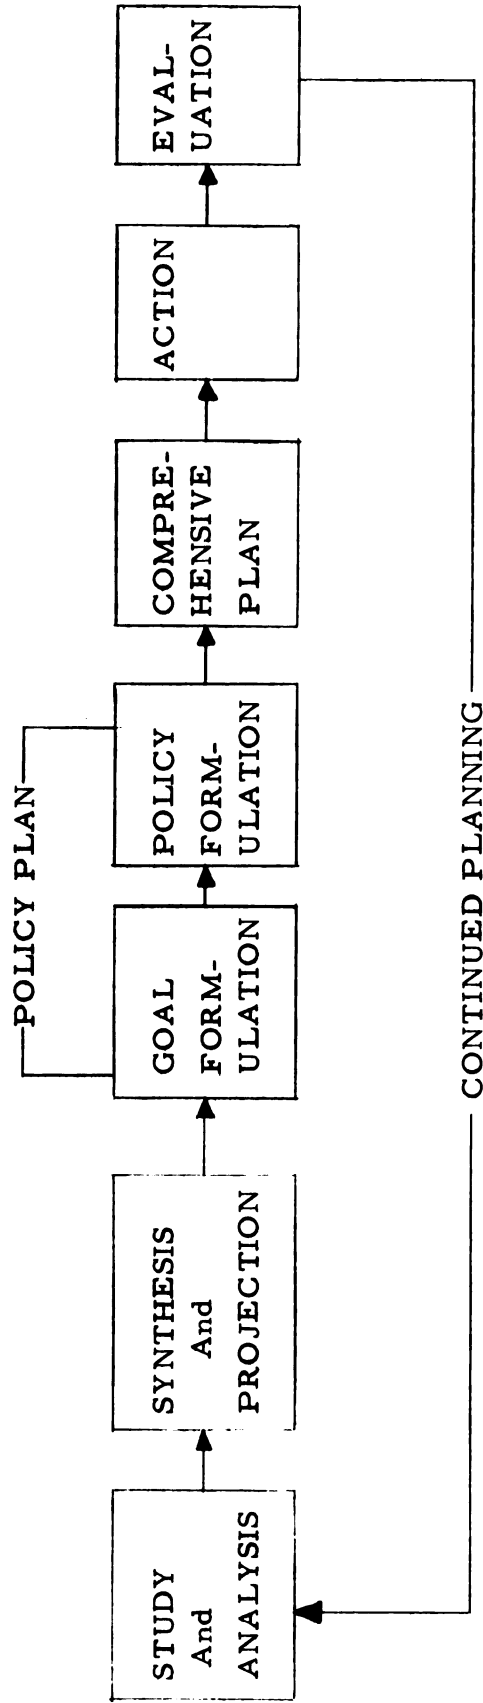 POLICY PLAN
STUDY
And
ANALYSIS
SYNTHESIS
And
PROJECTION
GOAL
FORM-
ULATION
POLICY
FORM-
ULATION
COMPRE-
HENSIVE
PLAN
ACTION
EVAL-
UATION
CONTINUED PLANNING